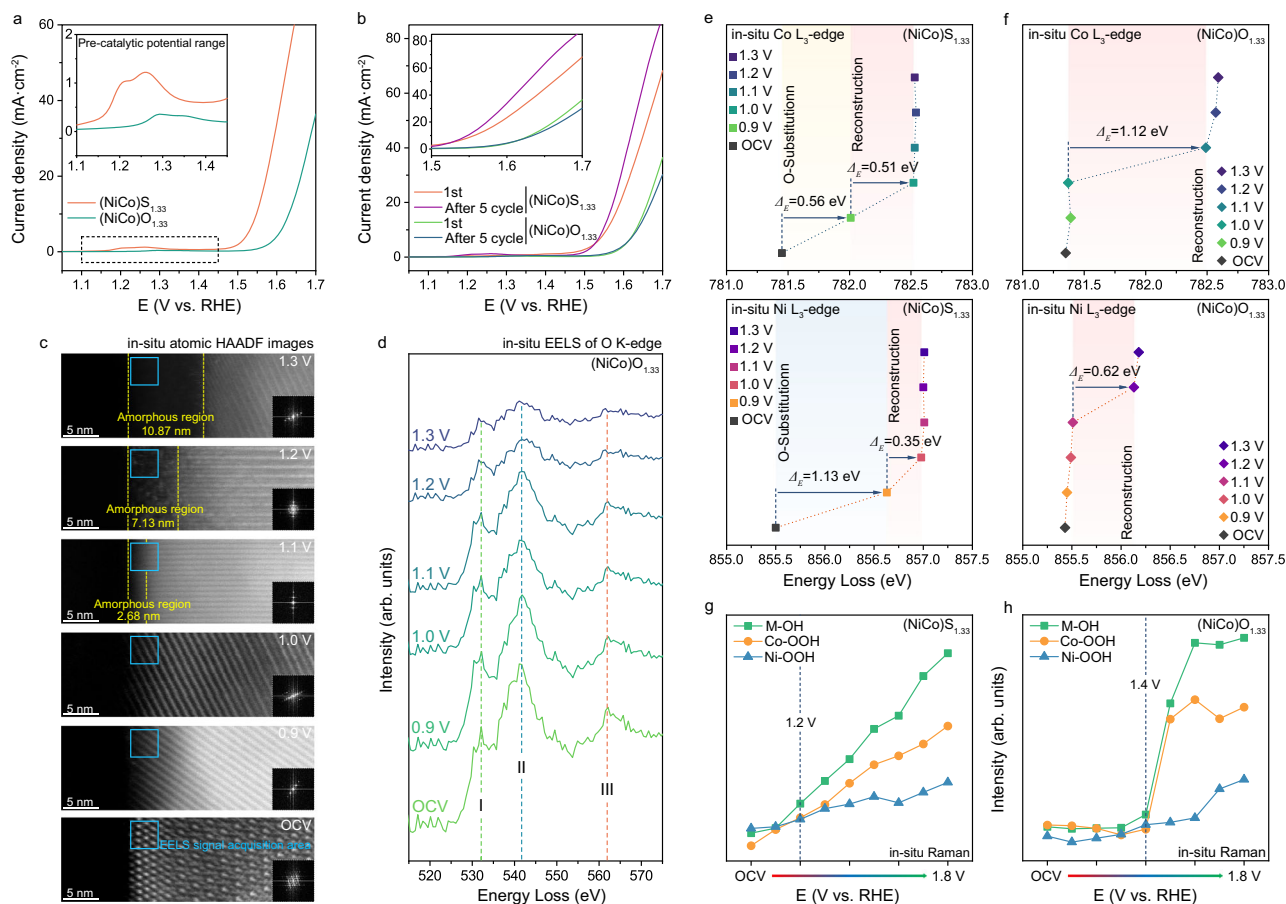 a
Current density (mA·cm⁻²)
60
50
40
30
20
10
0
Pre-catalytic potential range
2
1
0
1.1
1.2
1.3
1.4
(NiCo)S₁.₃₃
(NiCo)O₁.₃₃
1.1 1.2 1.3 1.4 1.5 1.6 1.7
E (V vs. RHE)
b
Current density (mA·cm⁻²)
80
60
40
20
0
80
60
40
20
0
1.5 1.6 1.7
1st
After 5 cycle
(NiCo)S₁.₃₃
1st
After 5 cycle
(NiCo)O₁.₃₃
1.1 1.2 1.3 1.4 1.5 1.6 1.7
E (V vs. RHE)
c
in-situ atomic HAADF images
1.3 V
Amorphous region
10.87 nm
5 nm
1.2 V
Amorphous region
7.13 nm
5 nm
1.1 V
Amorphous region
2.68 nm
5 nm
1.0 V
5 nm
0.9 V
5 nm
OCV
EELS signal acquisition area
5 nm
d
in-situ EELS of O K-edge
(NiCo)O₁.₃₃
Intensity (arb. units)
1.3 V
1.2 V
1.1 V
1.0 V
0.9 V
OCV
I
II
III
520 530 540 550 560 570
Energy Loss (eV)
e
in-situ Co L₃-edge
(NiCo)S₁.₃₃
1.3 V
1.2 V
1.1 V
1.0 V
0.9 V
OCV
O-Substitutionn
Reconstruction
Δ_E = 0.51 eV
Δ_E = 0.56 eV
781.0 781.5 782.0 782.5 783.0
in-situ Ni L₃-edge
(NiCo)S₁.₃₃
1.3 V
1.2 V
1.1 V
1.0 V
0.9 V
OCV
O-Substitutionn
Reconstruction
Δ_E = 0.35 eV
Δ_E = 1.13 eV
855.0 855.5 856.0 856.5 857.0 857.5
Energy Loss (eV)
f
in-situ Co L₃-edge
(NiCo)O₁.₃₃
Δ_E = 1.12 eV
Reconstruction
1.3 V
1.2 V
1.1 V
1.0 V
0.9 V
OCV
781.0 781.5 782.0 782.5 783.0
in-situ Ni L₃-edge
(NiCo)O₁.₃₃
Δ_E = 0.62 eV
Reconstruction
1.3 V
1.2 V
1.1 V
1.0 V
0.9 V
OCV
855.0 855.5 856.0 856.5 857.0 857.5
Energy Loss (eV)
g
M-OH
Co-OOH
Ni-OOH
(NiCo)S₁.₃₃
1.2 V
Intensity (arb. units)
in-situ Raman
OCV
1.8 V
E (V vs. RHE)
h
M-OH
Co-OOH
Ni-OOH
(NiCo)O₁.₃₃
1.4 V
Intensity (arb. units)
in-situ Raman
OCV
1.8 V
E (V vs. RHE)